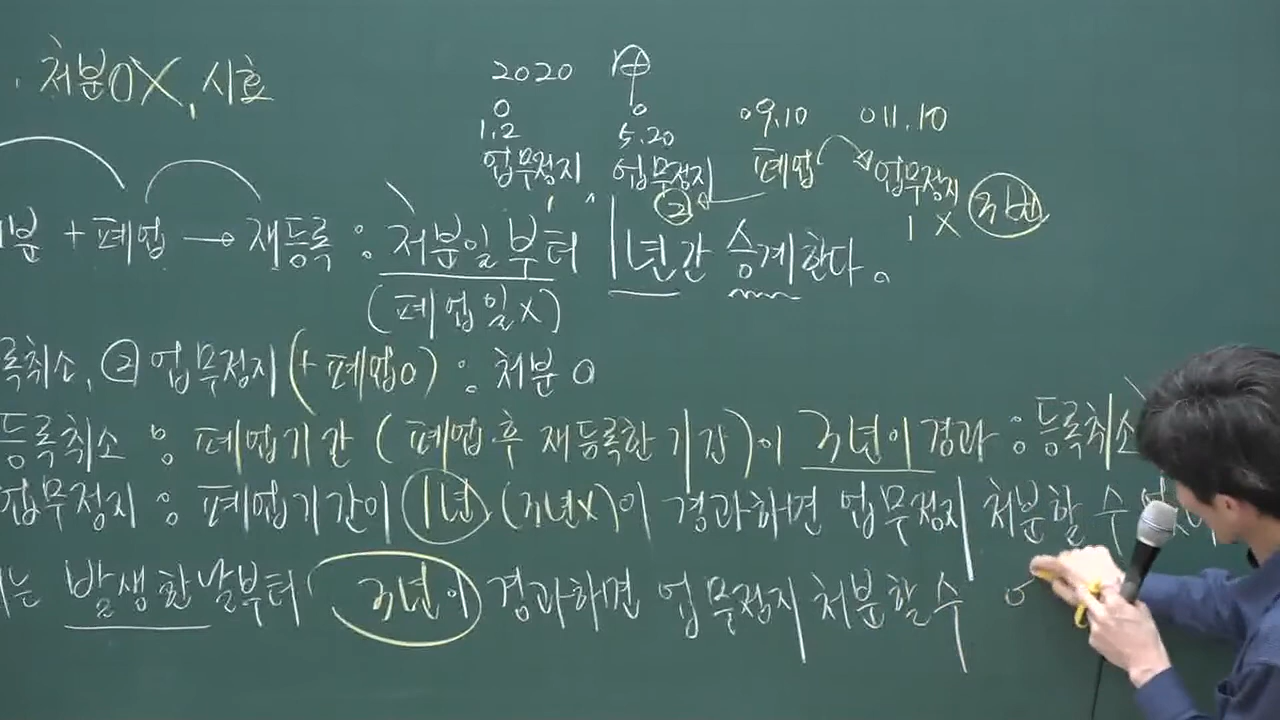 처분OX, 시효
2020 甲
1.2 5.20 09.10 011.10
업무정지 업무정지 폐업 업무정지
1 ② 1 X 3년
분 + 폐업 → 재등록 : 처분일부터 1년간 승계한다.
(폐업일X)
록취소, ② 업무정지 (+ 폐업O) : 처분 O
등록취소 : 폐업기간 (폐업 후 재등록한 기간)이 3년이 경과 : 등록취소
업무정지 : 폐업기간이 1년 (3년X)이 경과하면 업무정지 처분할 수
는 발생한 날부터 3년이 경과하면 업무정지 처분할 수